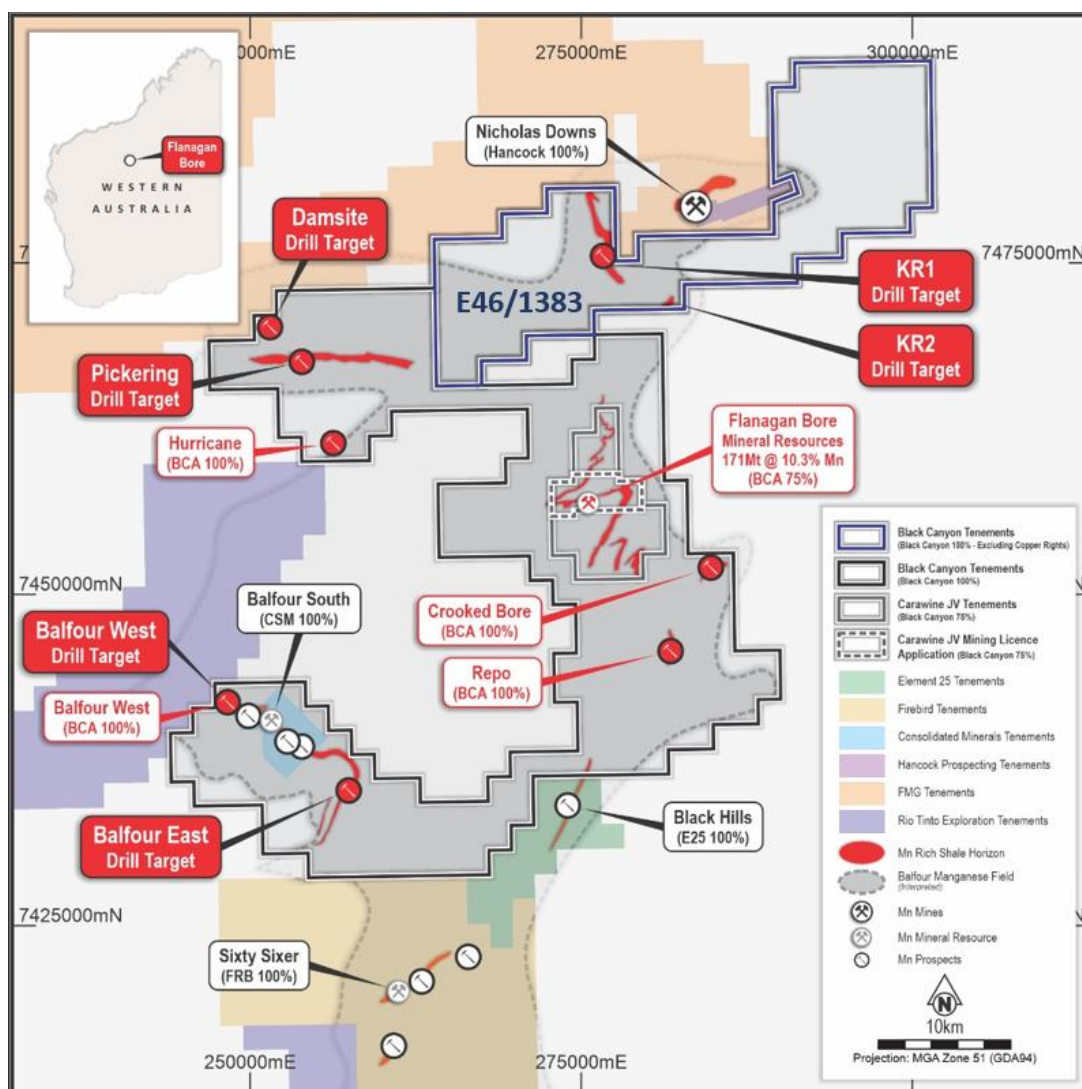 000000mE
275000mE
300000mE
Flanagan
Bore
WESTERN
AUSTRALIA
Nicholas Downs
(Hancock 100%)
Damsite
Drill Target
7475000mN
E46/1383
KR1
Drill Target
KR2
Drill Target
Pickering
Drill Target
Hurricane
(BCA 100%)
Flanagan Bore
Mineral Resources
171Mt @ 10.3% Mn
(BCA 75%)
7450000mN
Balfour South
(CSM 100%)
Crooked Bore
(BCA 100%)
Balfour West
Drill Target
Repo
(BCA 100%)
Balfour West
(BCA 100%)
Black Hills
(E25 100%)
Balfour East
Drill Target
7425000mN
Sixty Sixer
(FRB 100%)
250000mE
275000mE
Black Canyon Tenements
(Black Canyon 100% - Excluding Copper Rights)
Black Canyon Tenements
(Black Canyon 100%)
Carawine JV Tenements
(Black Canyon 75%)
Carawine JV Mining Licence
Application (Black Canyon 75%)
Element 25 Tenements
Firebird Tenements
Consolidated Minerals Tenements
Hancock Prospecting Tenements
FMG Tenements
Rio Tinto Exploration Tenements
Mn Rich Shale Horizon
Balfour Manganese Field
(Interpreted)
Mn Mines
Mn Mineral Resource
Mn Prospects
N
10km
Projection: MGA Zone 51 (GDA94)